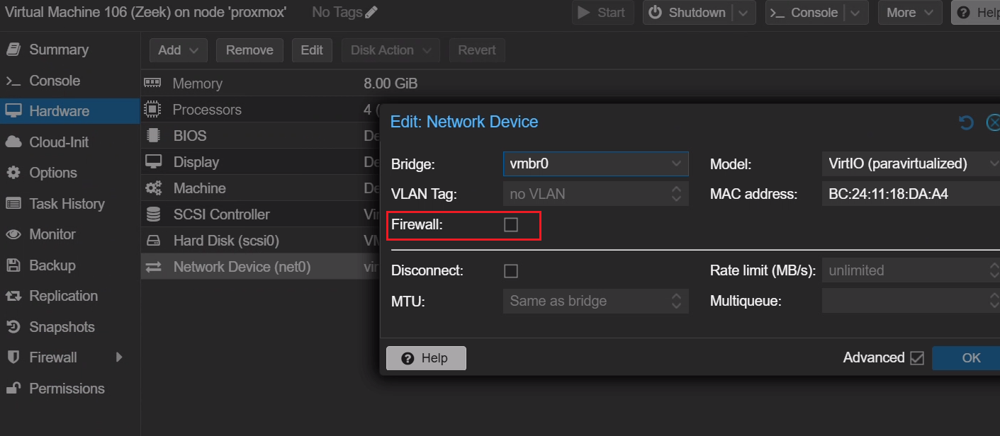 Virtual Machine 106 (Zeek) on node 'proxmox' No Tags Start Shutdown Console More Help
Summary
Console
Hardware
Cloud-Init
Options
Task History
Monitor
Backup
Replication
Snapshots
Firewall
Permissions
Add Remove Edit Disk Action Revert
Memory 8.00 GiB
Processors 4 (
BIOS De
Display De
Machine De
SCSI Controller Vir
Hard Disk (scsi0) VM
Network Device (net0) vir
Edit: Network Device
Bridge: vmbr0 Model: VirtIO (paravirtualized)
VLAN Tag: no VLAN MAC address: BC:24:11:18:DA:A4
Firewall:
Disconnect: Rate limit (MB/s): unlimited
MTU: Same as bridge Multiqueue:
Help Advanced OK